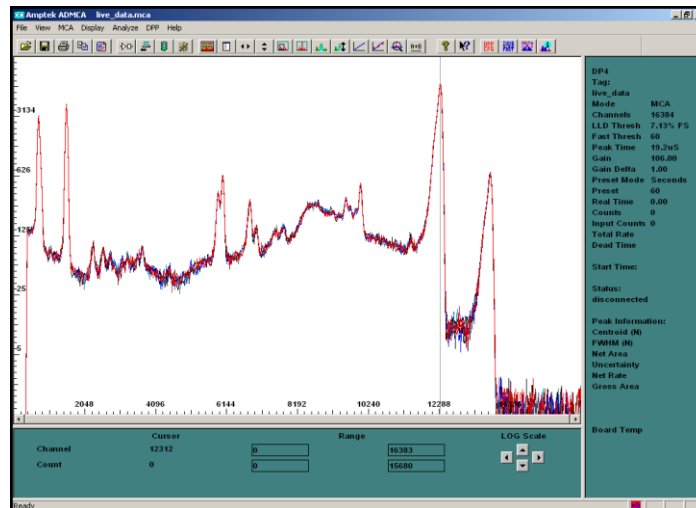 Amptek ADMCA   live_data.mca
File View MCA Display Analyze DPP Help
DP4
Tag:
live_data
Mode MCA
Channels 16384
LLD Thresh 7.13% FS
Fast Thresh 60
Peak Time 19.2uS
Gain 106.00
Gain Delta 1.00
Preset Mode Seconds
Preset 60
Real Time 0.00
Counts 0
Input Counts 0
Total Rate
Dead Time
Start Time:
Status:
disconnected
Peak Information:
Centroid (N)
FWHM (N)
Net Area
Uncertainty
Net Rate
Gross Area
Board Temp
3134
626
125
25
5
2048 4096 6144 8192 10240 12288
Cursor Range LOG Scale
Channel 12312 0 16383
Count 0 0 15680
Ready